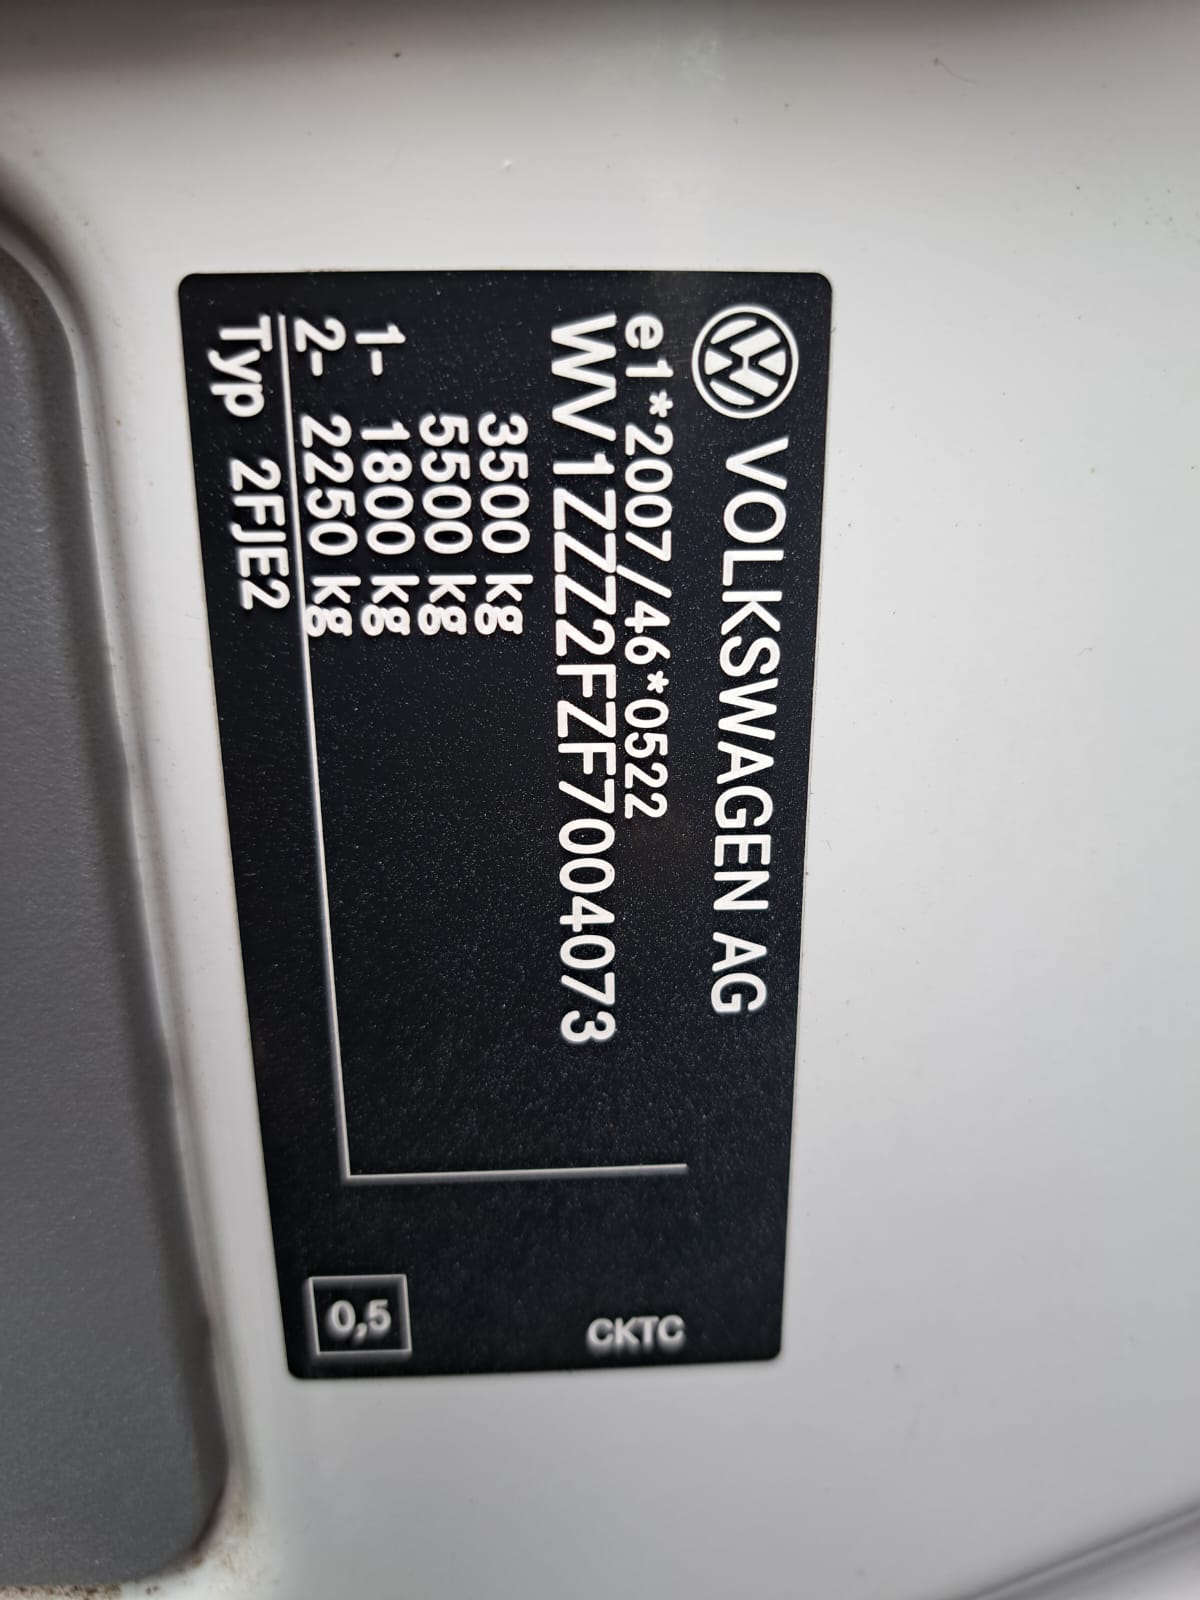 VOLKSWAGEN AG
e1*2007/46*0522
WV1ZZZ2FZF7004073
3500 kg
5500 kg
1- 1800 kg
2- 2250 kg
Typ 2FJE2
CKTC
0,5